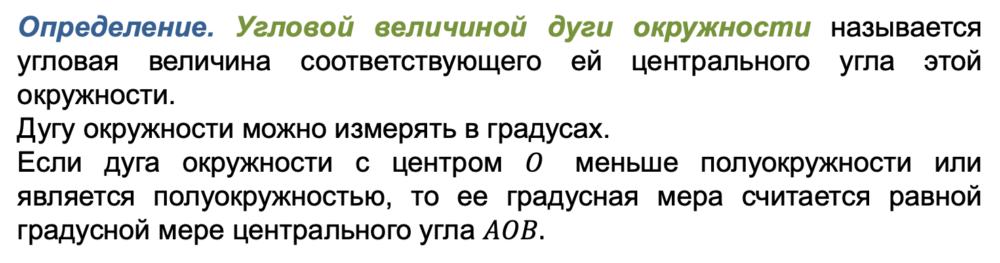 Определение. Угловой величиной дуги окружности называется
угловая величина соответствующего ей центрального угла этой
окружности.
Дугу окружности можно измерять в градусах.
Если дуга окружности с центром O меньше полуокружности или
является полуокружностью, то ее градусная мера считается равной
градусной мере центрального угла AOB.